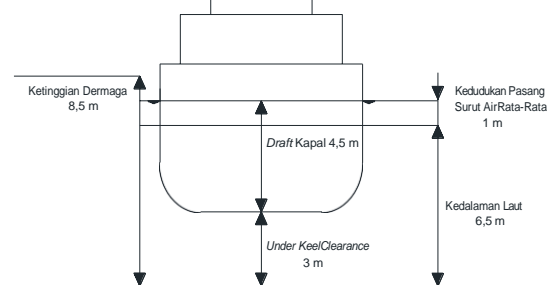 Ketinggian Dermaga
8,5 m
Kedudukan Pasang
Surut AirRata-Rata
1 m
Draft Kapal 4,5 m
Kedalaman Laut
6,5 m
Under KeelClearance
3 m